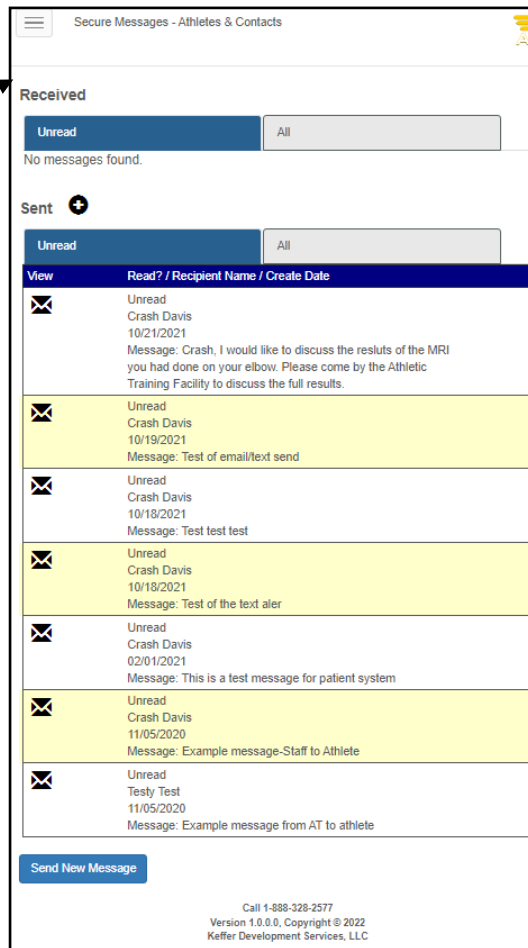 Secure Messages - Athletes & Contacts
Received
Unread All
No messages found.
Sent
Unread All
View Read? / Recipient Name / Create Date
Unread
Crash Davis
10/21/2021
Message: Crash, I would like to discuss the resluts of the MRI
you had done on your elbow. Please come by the Athletic
Training Facility to discuss the full results.
Unread
Crash Davis
10/19/2021
Message: Test of email/text send
Unread
Crash Davis
10/18/2021
Message: Test test test
Unread
Crash Davis
10/18/2021
Message: Test of the text aler
Unread
Crash Davis
02/01/2021
Message: This is a test message for patient system
Unread
Crash Davis
11/05/2020
Message: Example message-Staff to Athlete
Unread
Testy Test
11/05/2020
Message: Example message from AT to athlete
Send New Message
Call 1-888-328-2577
Version 1.0.0.0, Copyright © 2022
Keffer Development Services, LLC